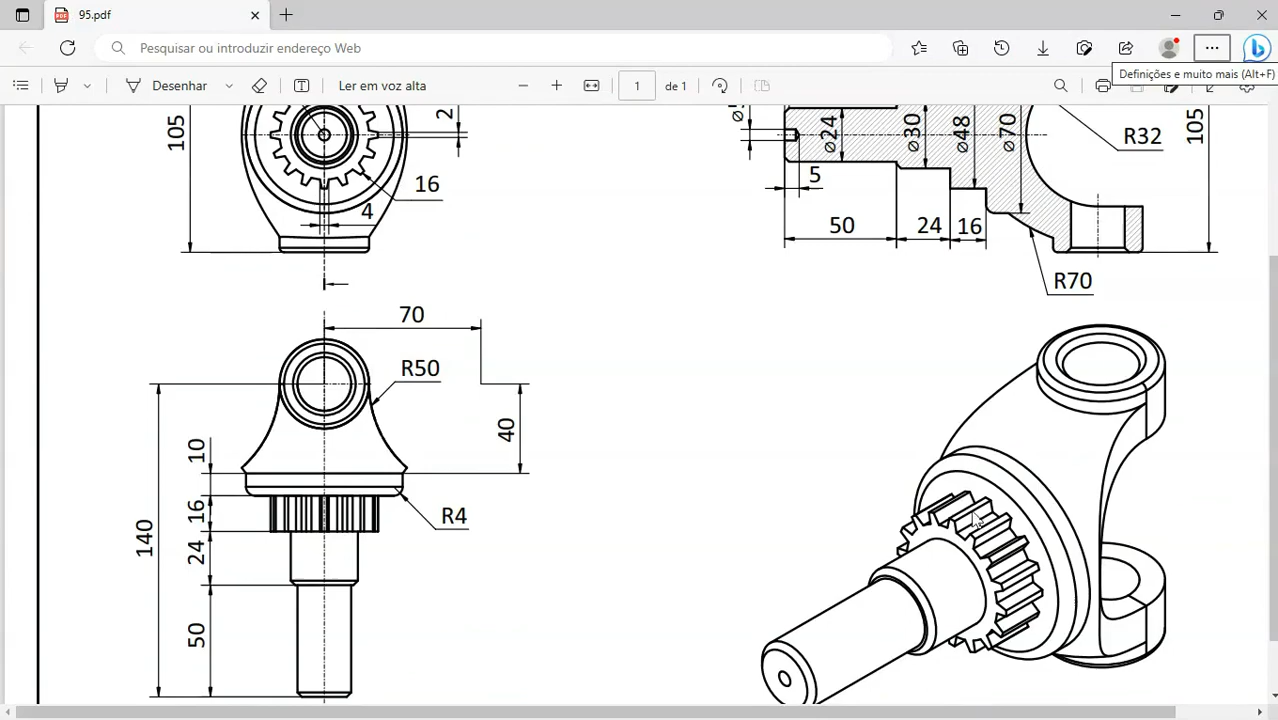 95.pdf
Pesquisar ou introduzir endereço Web
Definições e muito mais (Alt+F)
Desenhar
Ler em voz alta
1
de 1
105
2
16
4
⌀24
⌀30
⌀48
⌀70
R32
105
5
50
24
16
R70
70
R50
10
40
16
R4
24
140
50